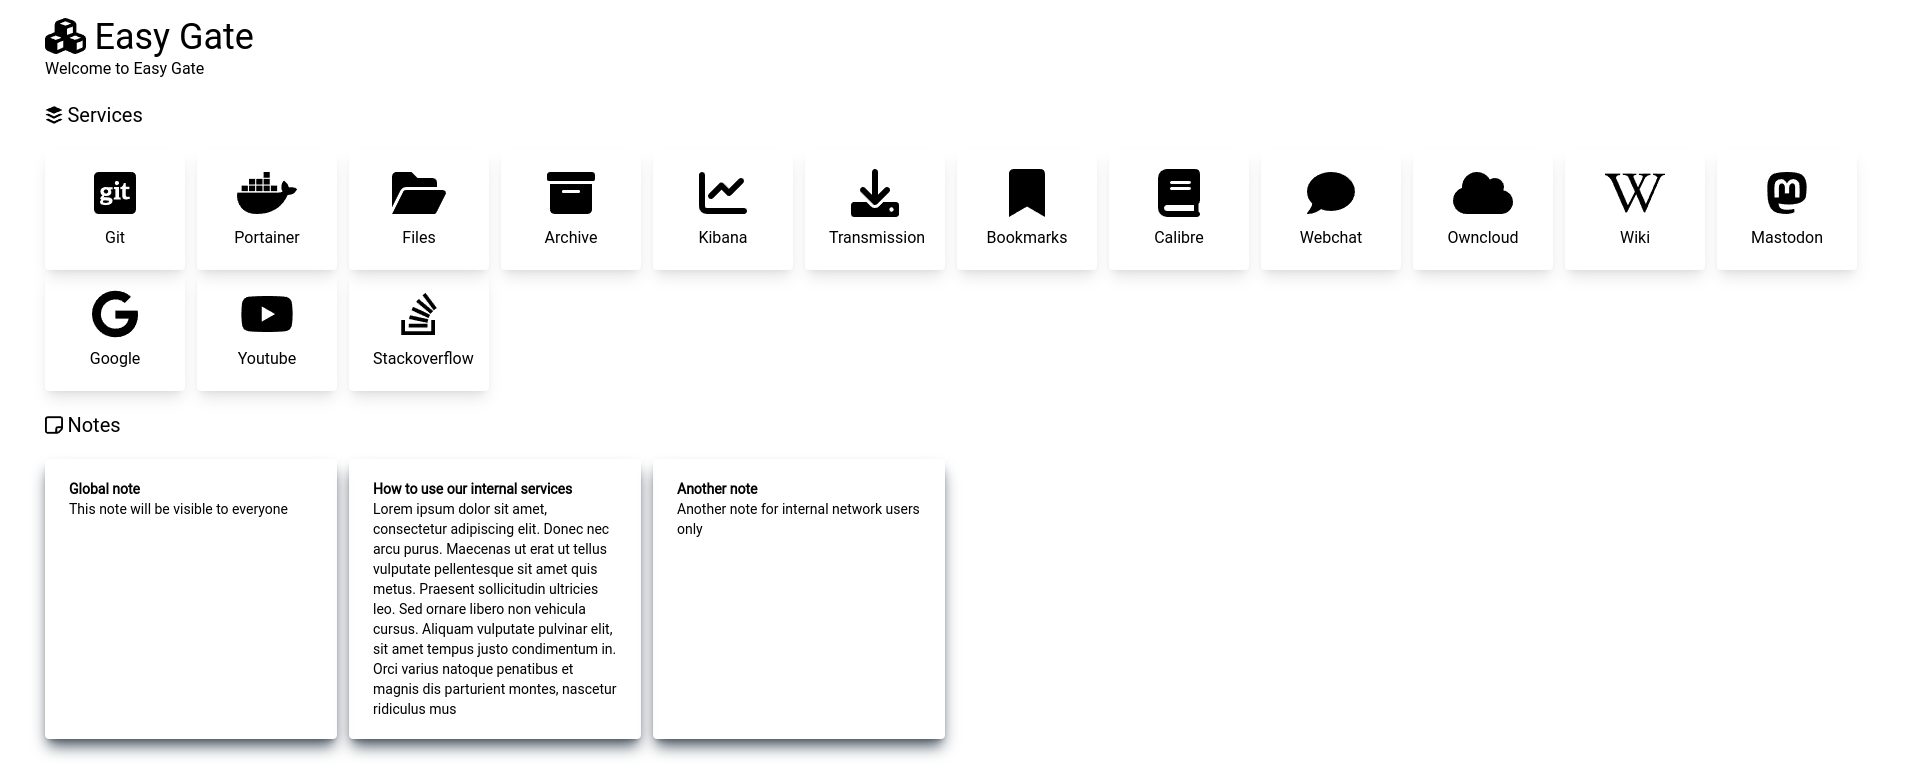 Easy Gate
Welcome to Easy Gate
Services
git
Git
Portainer
Files
Archive
Kibana
Transmission
Bookmarks
Calibre
Webchat
Owncloud
Wiki
Mastodon
Google
Youtube
Stackoverflow
Notes
Global note
This note will be visible to everyone
How to use our internal services
Lorem ipsum dolor sit amet,
consectetur adipiscing elit. Donec nec
arcu purus. Maecenas ut erat ut tellus
vulputate pellentesque sit amet quis
metus. Praesent sollicitudin ultricies
leo. Sed ornare libero non vehicula
cursus. Aliquam vulputate pulvinar elit,
sit amet tempus justo condimentum in.
Orci varius natoque penatibus et
magnis dis parturient montes, nascetur
ridiculus mus
Another note
Another note for internal network users
only